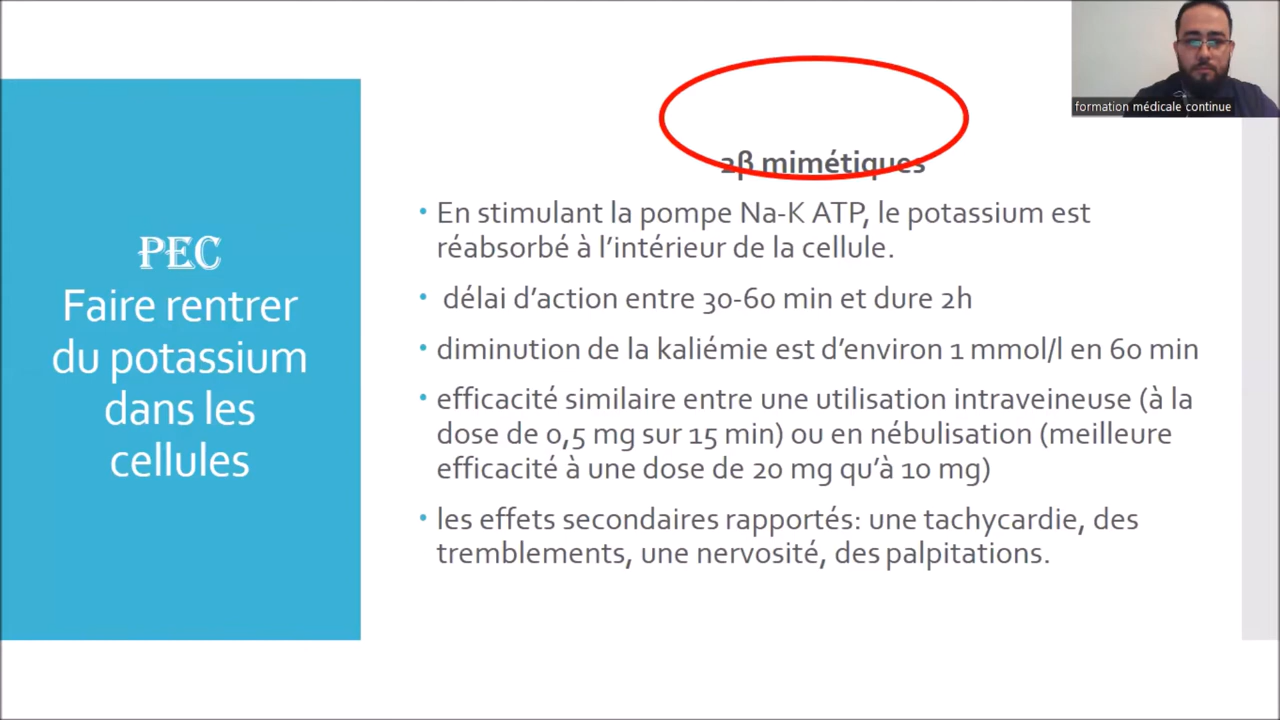 formation médicale continue
PEC
Faire rentrer
du potassium
dans les
cellules
2β mimétiques
• En stimulant la pompe Na-K ATP, le potassium est
réabsorbé à l’intérieur de la cellule.
• délai d’action entre 30-60 min et dure 2h
• diminution de la kaliémie est d’environ 1 mmol/l en 60 min
• efficacité similaire entre une utilisation intraveineuse (à la
dose de 0,5 mg sur 15 min) ou en nébulisation (meilleure
efficacité à une dose de 20 mg qu’à 10 mg)
• les effets secondaires rapportés: une tachycardie, des
tremblements, une nervosité, des palpitations.